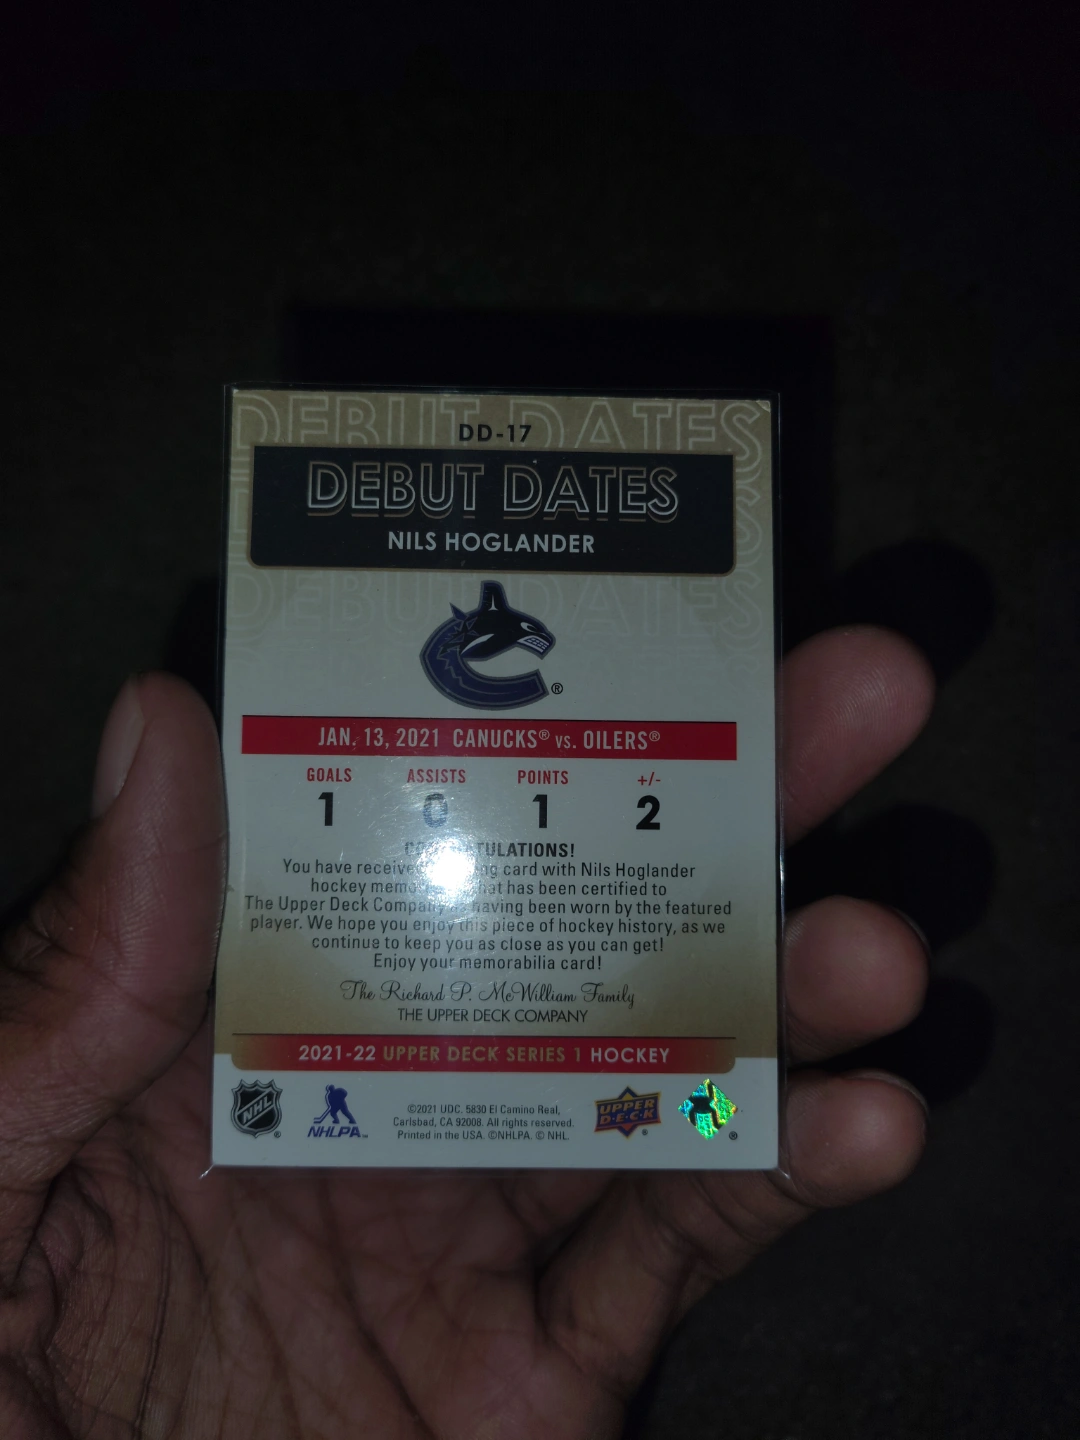 DEBUT DATES
DD-17
DEBUT DATES
NILS HOGLANDER
DEBUT DATES
®
JAN. 13, 2021 CANUCKS® vs. OILERS®
GOALS ASSISTS POINTS +/-
1 0 1 2
You have card with Nils Hoglander
hockey has been certified to
The Upper Deck Company having been worn by the featured
player. We hope you enjoy this piece of hockey history, as we
continue to keep you as close as you can get!
Enjoy your memorabilia card!
The Richard P. McWilliam Family
THE UPPER DECK COMPANY
2021-22 UPPER DECK SERIES 1 HOCKEY
NHL ®
NHLPA
©2021 UDC. 5830 El Camino Real,
Carlsbad, CA 92008. All rights reserved.
Printed in the USA. ©NHLPA. © NHL.
UPPER
DECK ®
®